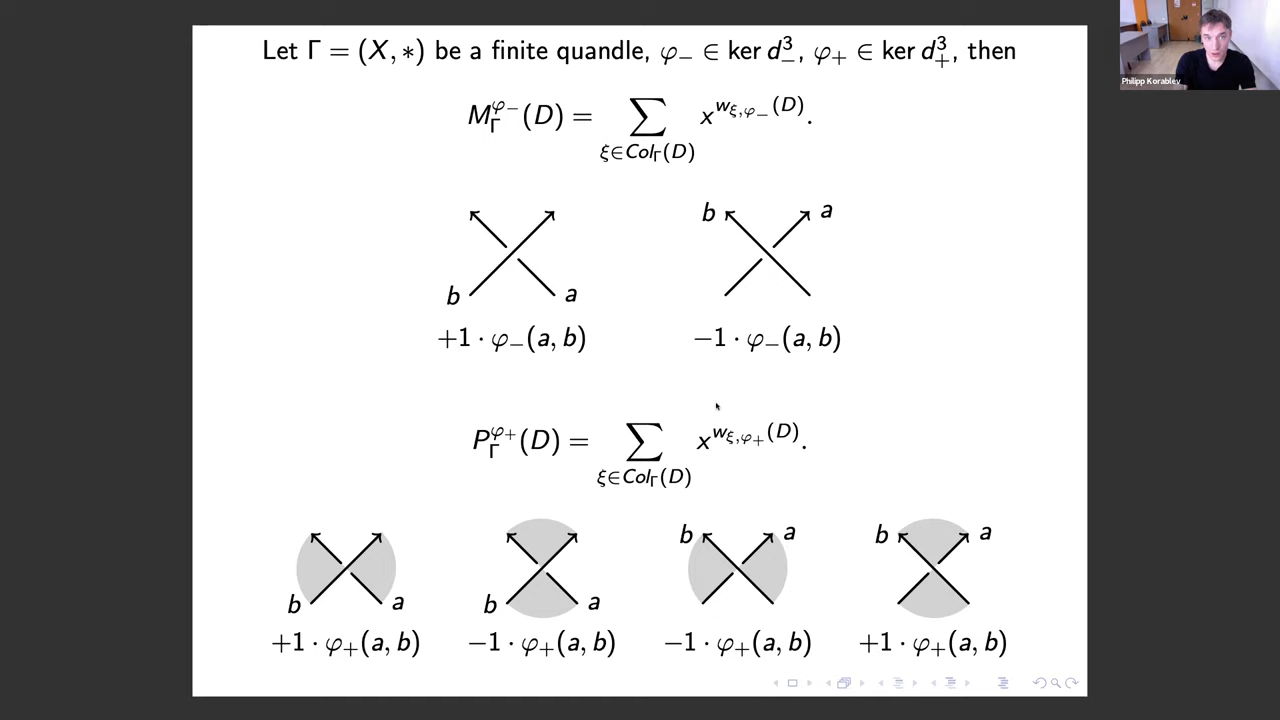 Let Γ = (X, ∗) be a finite quandle, φ₋ ∈ ker d³₋, φ₊ ∈ ker d³₊, then
M_Γ^{φ₋}(D) = ∑_{ξ∈Col_Γ(D)} x^{w_{ξ,φ₋}(D)}.
b a
b a
+1 · φ₋(a, b) −1 · φ₋(a, b)
P_Γ^{φ₊}(D) = ∑_{ξ∈Col_Γ(D)} x^{w_{ξ,φ₊}(D)}.
b a b a
b a b a
+1 · φ₊(a, b) −1 · φ₊(a, b) −1 · φ₊(a, b) +1 · φ₊(a, b)
Philipp Korablev